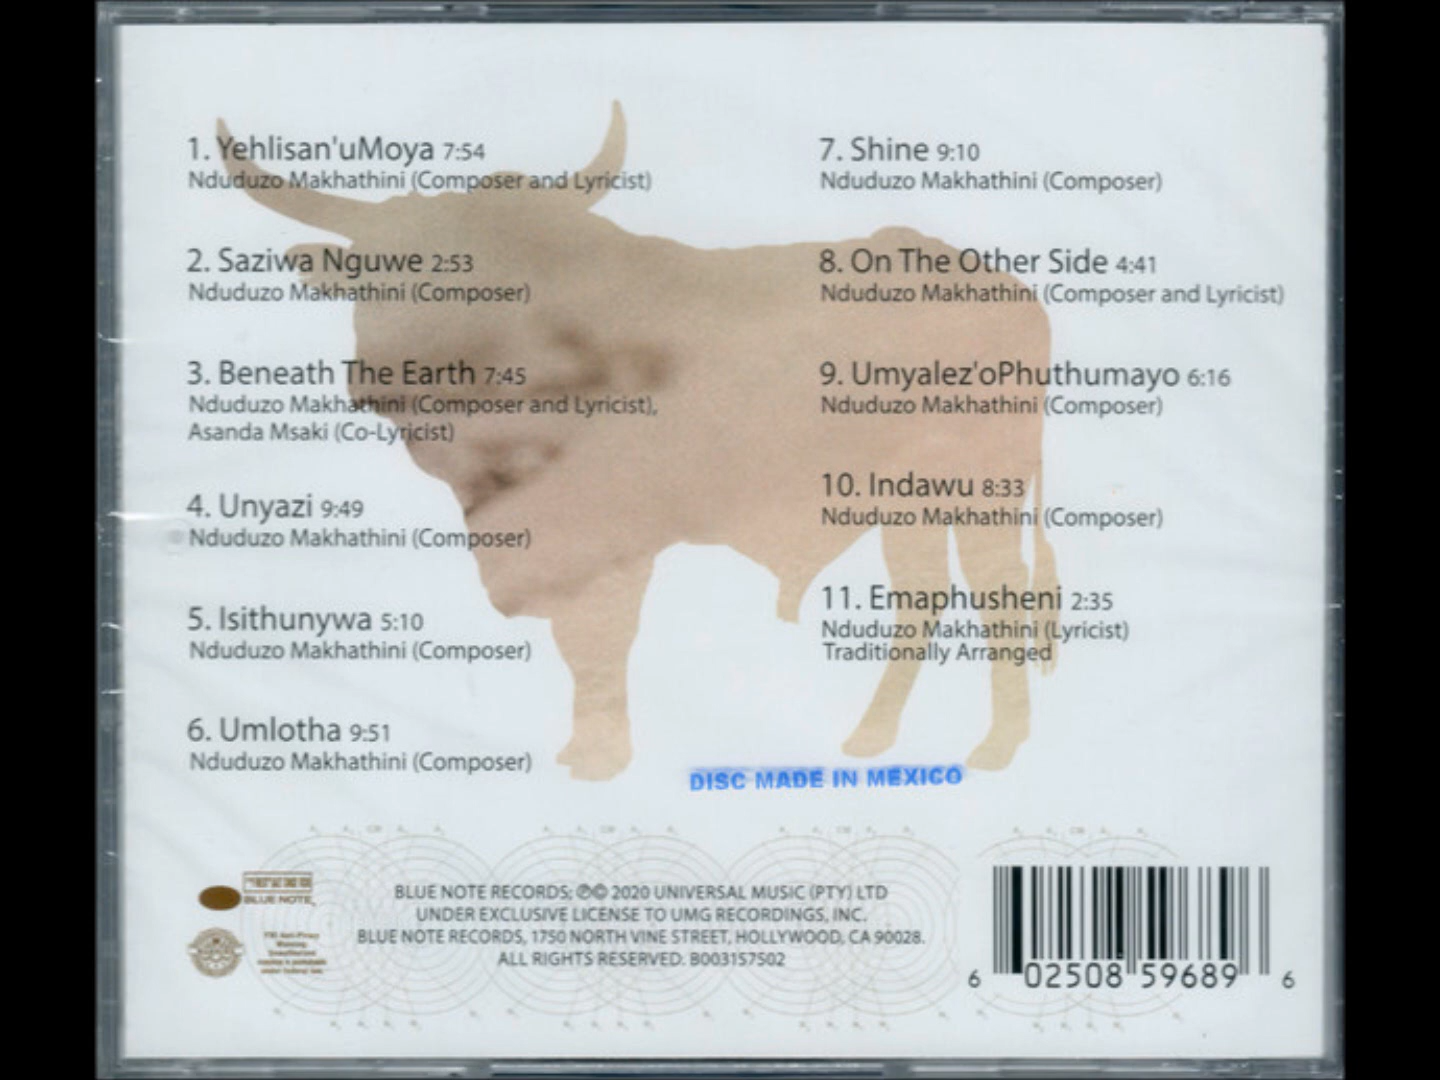 1. Yehlisan'uMoya 7:54
Nduduzo Makhathini (Composer and Lyricist)
2. Saziwa Nguwe 2:53
Nduduzo Makhathini (Composer)
3. Beneath The Earth 7:45
Nduduzo Makhathini (Composer and Lyricist),
Asanda Msaki (Co-Lyricist)
4. Unyazi 9:49
Nduduzo Makhathini (Composer)
5. Isithunywa 5:10
Nduduzo Makhathini (Composer)
6. Umlotha 9:51
Nduduzo Makhathini (Composer)
7. Shine 9:10
Nduduzo Makhathini (Composer)
8. On The Other Side 4:41
Nduduzo Makhathini (Composer and Lyricist)
9. Umyalez'oPhuthumayo 6:16
Nduduzo Makhathini (Composer)
10. Indawu 8:33
Nduduzo Makhathini (Composer)
11. Emaphusheni 2:35
Nduduzo Makhathini (Lyricist)
Traditionally Arranged
DISC MADE IN MEXICO
BLUE NOTE
BLUE NOTE RECORDS; ℗© 2020 UNIVERSAL MUSIC (PTY) LTD
UNDER EXCLUSIVE LICENSE TO UMG RECORDINGS, INC.
BLUE NOTE RECORDS, 1750 NORTH VINE STREET, HOLLYWOOD, CA 90028.
ALL RIGHTS RESERVED. B003157502
6 02508 59689 6